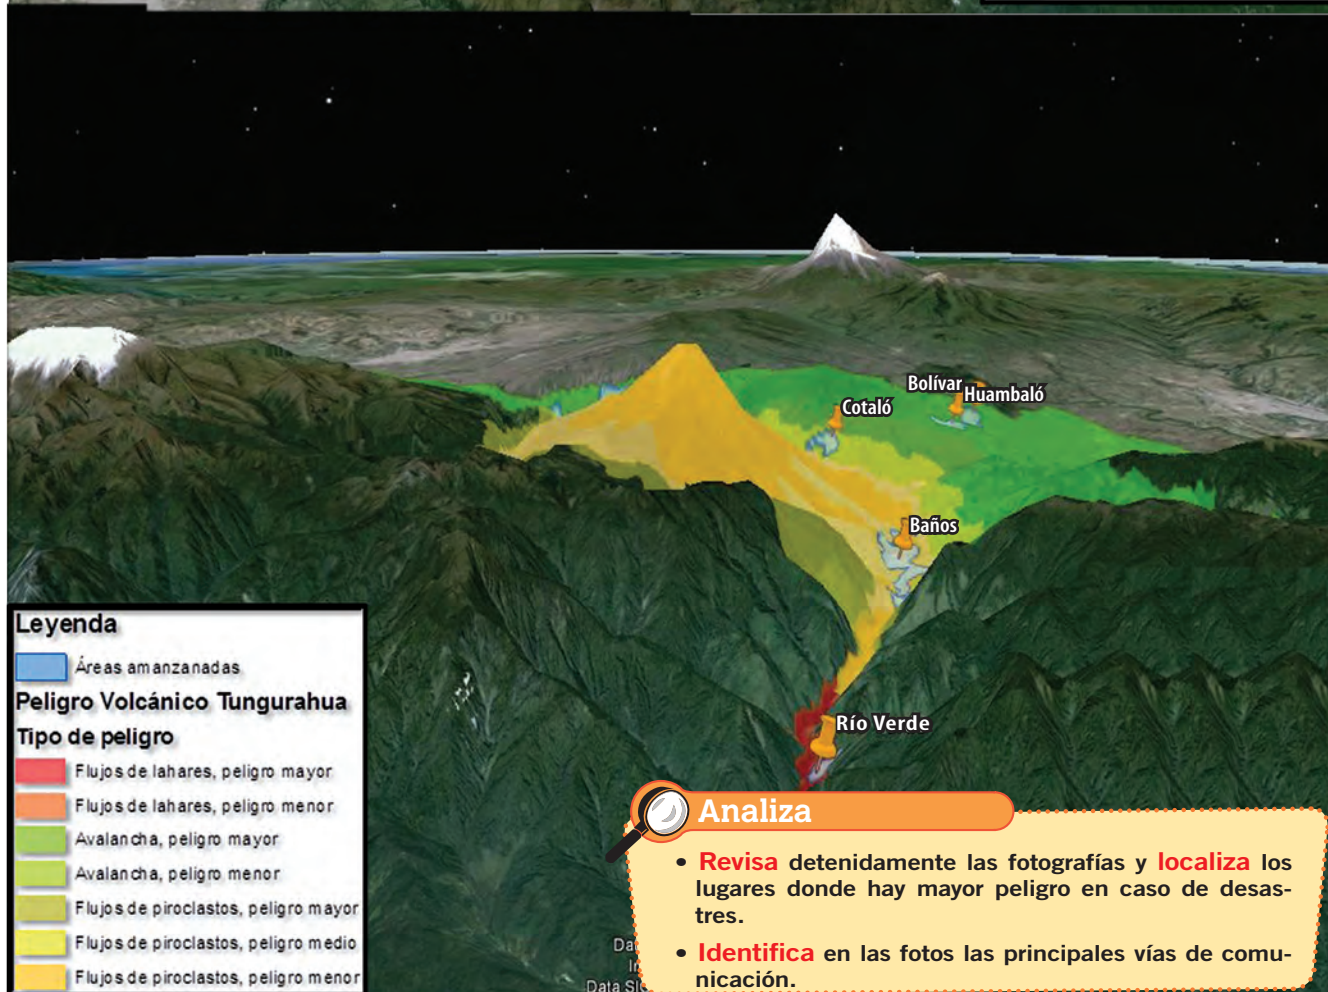 Bolívar
Huambaló
Cotaló
Baños
Río Verde
Leyenda
Áreas amanzanadas
Peligro Volcánico Tungurahua
Tipo de peligro
Flujos de lahares, peligro mayor
Flujos de lahares, peligro menor
Avalancha, peligro mayor
Avalancha, peligro menor
Flujos de piroclastos, peligro mayor
Flujos de piroclastos, peligro medio
Flujos de piroclastos, peligro menor
Analiza
• Revisa detenidamente las fotografías y localiza los
lugares donde hay mayor peligro en caso de desas-
tres.
• Identifica en las fotos las principales vías de comu-
nicación.
Data